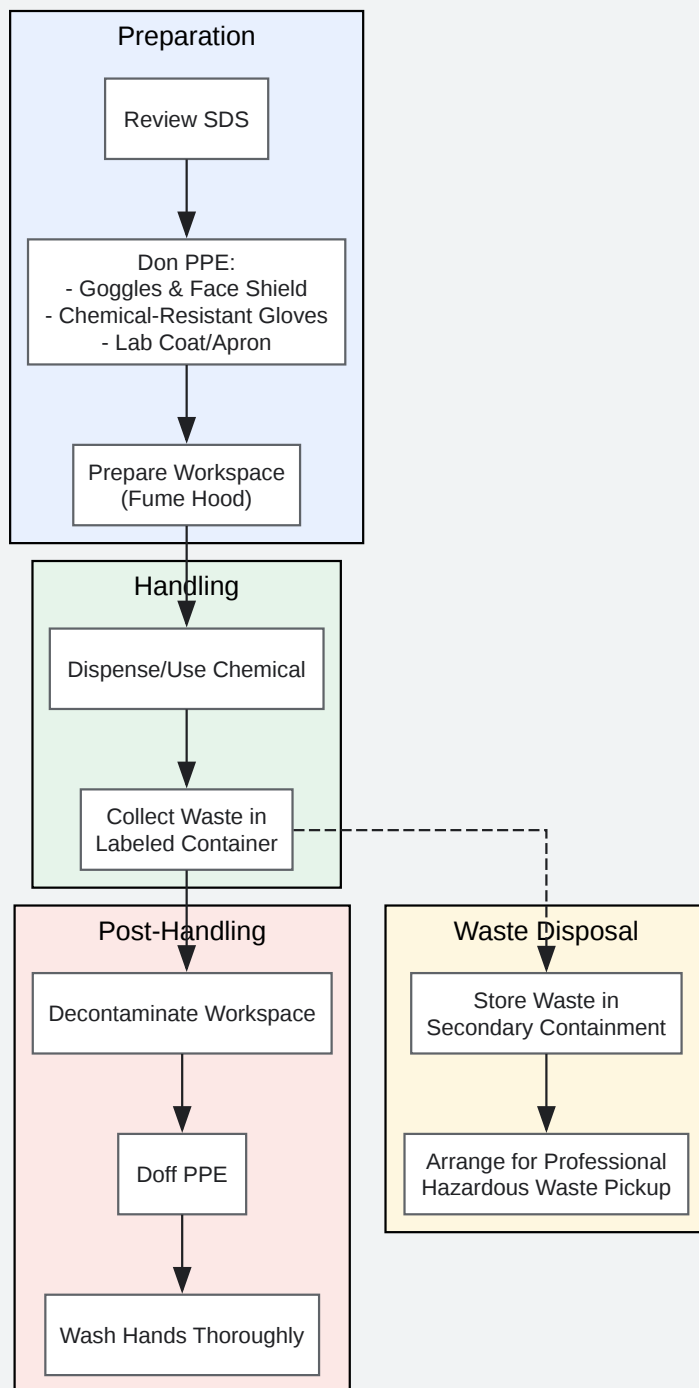 Preparation
Review SDS
Don PPE:
- Goggles & Face Shield
- Chemical-Resistant Gloves
- Lab Coat/Apron
Prepare Workspace
(Fume Hood)
Handling
Dispense/Use Chemical
Collect Waste in
Labeled Container
Post-Handling
Decontaminate Workspace
Doff PPE
Wash Hands Thoroughly
Waste Disposal
Store Waste in
Secondary Containment
Arrange for Professional
Hazardous Waste Pickup